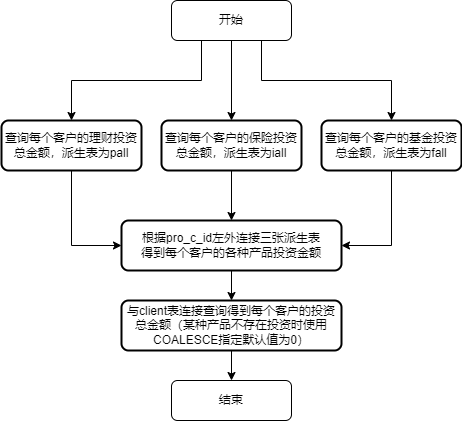 开始
查询每个客户的理财投资
总金额，派生表为pall
查询每个客户的保险投资
总金额，派生表为iall
查询每个客户的基金投资
总金额，派生表为fall
根据pro_c_id左外连接三张派生表
得到每个客户的各种产品投资金额
与client表连接查询得到每个客户的投资
总金额（某种产品不存在投资时使用
COALESCE指定默认值为0）
结束